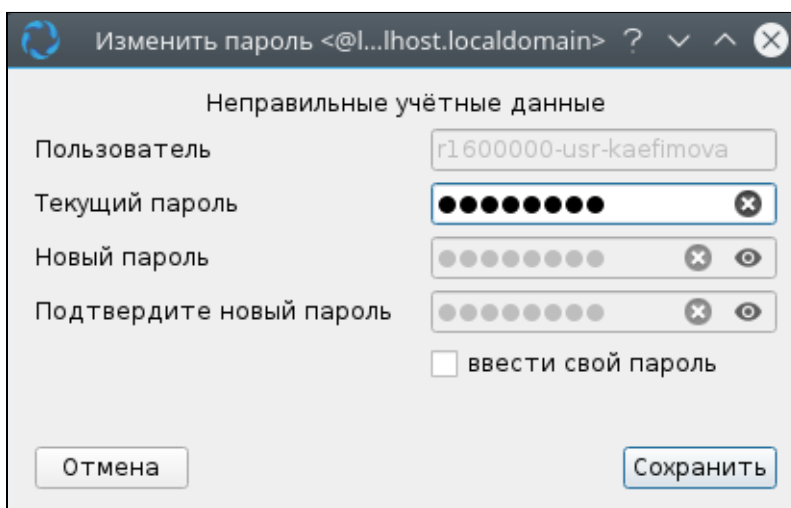 Изменить пароль <@l...lhost.localdomain>
Неправильные учётные данные
Пользователь r1600000-usr-kaefimova
Текущий пароль
Новый пароль
Подтвердите новый пароль
ввести свой пароль
Отмена Сохранить